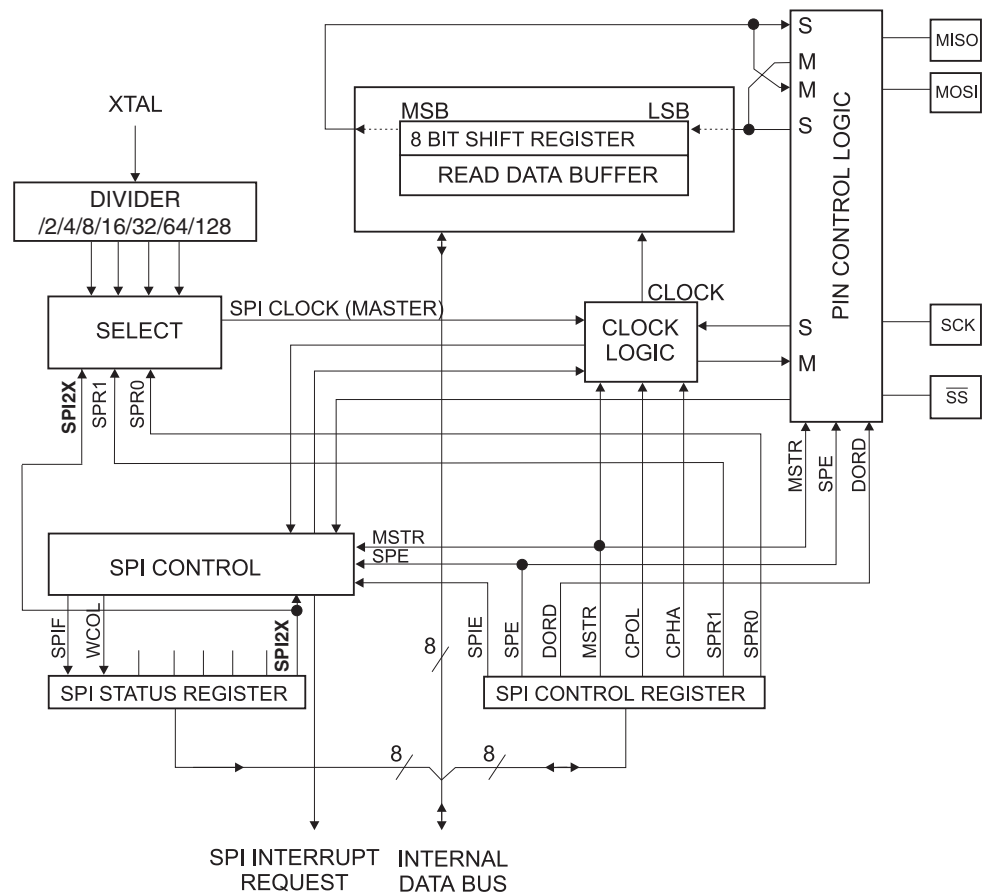 S
MISO
M
M
MOSI
S
PIN CONTROL LOGIC
XTAL
MSB
LSB
8 BIT SHIFT REGISTER
READ DATA BUFFER
DIVIDER
/2/4/8/16/32/64/128
SPI CLOCK (MASTER)
CLOCK
SELECT
CLOCK
LOGIC
S
M
SCK
SS
SPI2X
SPR1
SPR0
MSTR
SPE
DORD
MSTR
SPE
SPI CONTROL
SPIF
WCOL
SPI2X
8
SPIE
SPE
DORD
MSTR
CPOL
CPHA
SPR1
SPR0
SPI STATUS REGISTER
SPI CONTROL REGISTER
8
8
SPI INTERRUPT
REQUEST
INTERNAL
DATA BUS